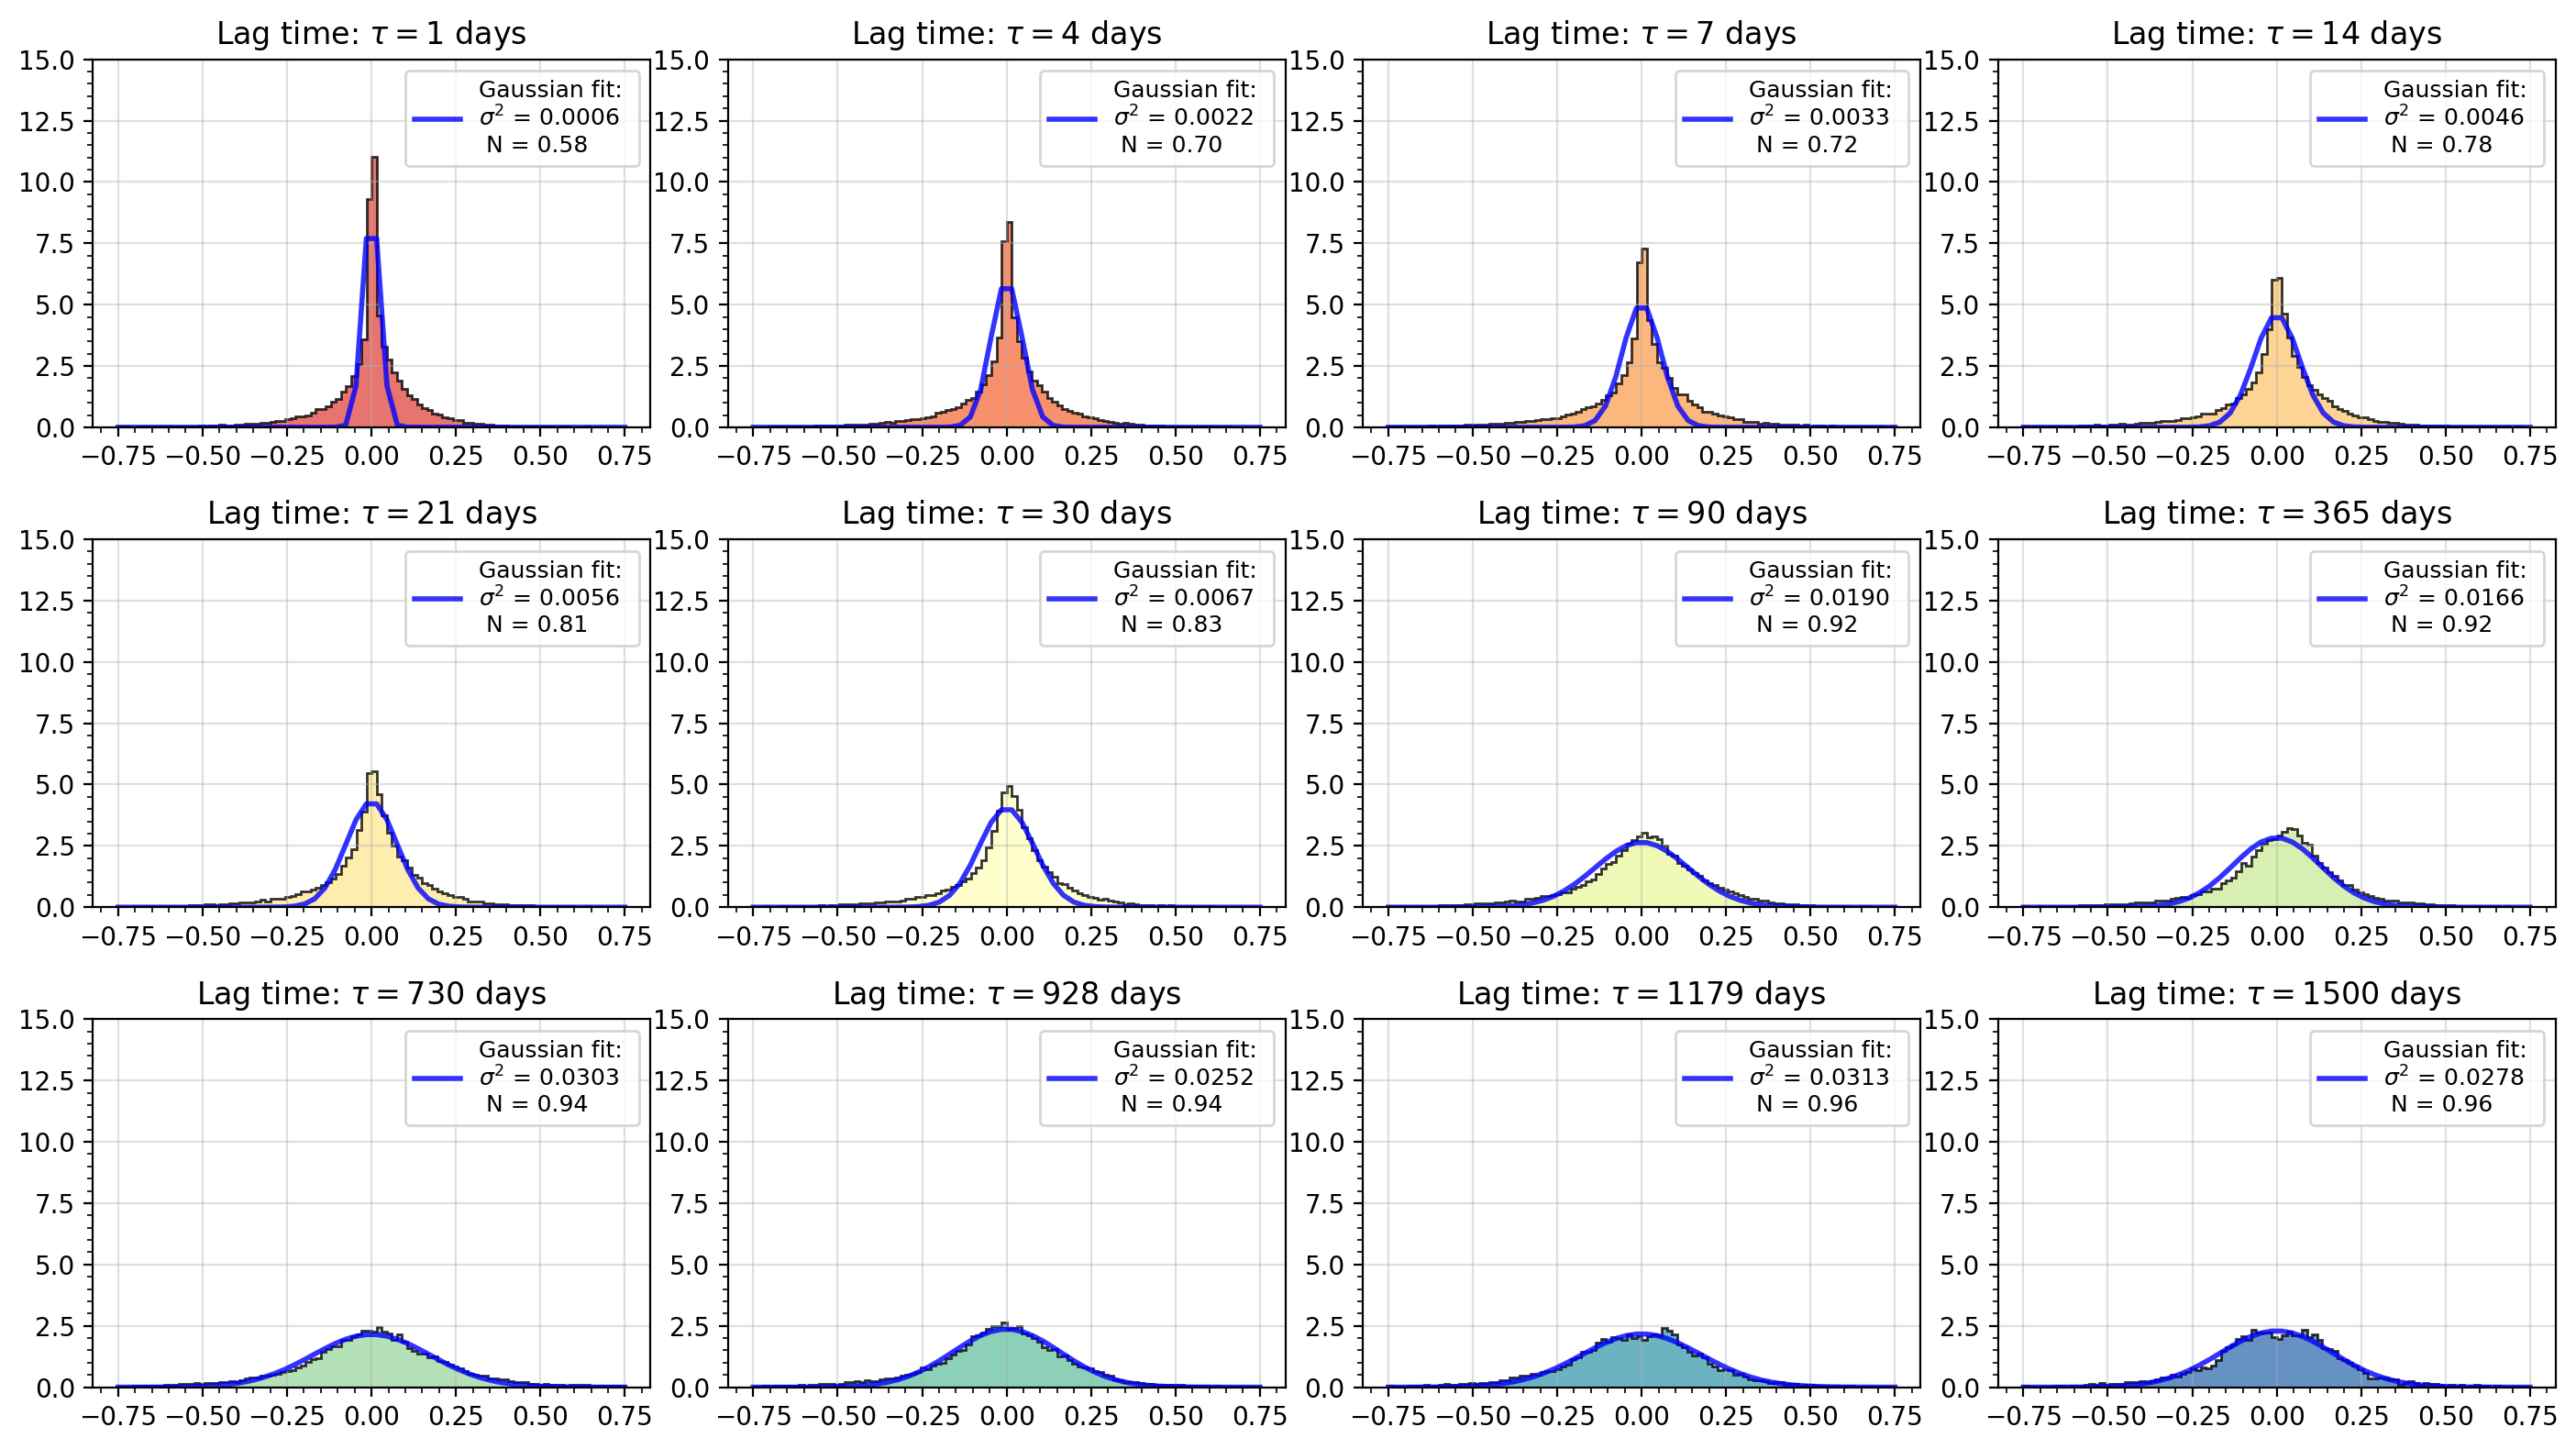 Lag time: τ = 1 days
15.0
12.5
10.0
7.5
5.0
2.5
0.0
Gaussian fit:
σ² = 0.0006
N = 0.58
−0.75 −0.50 −0.25 0.00 0.25 0.50 0.75
Lag time: τ = 4 days
15.0
12.5
10.0
7.5
5.0
2.5
0.0
Gaussian fit:
σ² = 0.0022
N = 0.70
−0.75 −0.50 −0.25 0.00 0.25 0.50 0.75
Lag time: τ = 7 days
15.0
12.5
10.0
7.5
5.0
2.5
0.0
Gaussian fit:
σ² = 0.0033
N = 0.72
−0.75 −0.50 −0.25 0.00 0.25 0.50 0.75
Lag time: τ = 14 days
15.0
12.5
10.0
7.5
5.0
2.5
0.0
Gaussian fit:
σ² = 0.0046
N = 0.78
−0.75 −0.50 −0.25 0.00 0.25 0.50 0.75
Lag time: τ = 21 days
15.0
12.5
10.0
7.5
5.0
2.5
0.0
Gaussian fit:
σ² = 0.0056
N = 0.81
−0.75 −0.50 −0.25 0.00 0.25 0.50 0.75
Lag time: τ = 30 days
15.0
12.5
10.0
7.5
5.0
2.5
0.0
Gaussian fit:
σ² = 0.0067
N = 0.83
−0.75 −0.50 −0.25 0.00 0.25 0.50 0.75
Lag time: τ = 90 days
15.0
12.5
10.0
7.5
5.0
2.5
0.0
Gaussian fit:
σ² = 0.0190
N = 0.92
−0.75 −0.50 −0.25 0.00 0.25 0.50 0.75
Lag time: τ = 365 days
15.0
12.5
10.0
7.5
5.0
2.5
0.0
Gaussian fit:
σ² = 0.0166
N = 0.92
−0.75 −0.50 −0.25 0.00 0.25 0.50 0.75
Lag time: τ = 730 days
15.0
12.5
10.0
7.5
5.0
2.5
0.0
Gaussian fit:
σ² = 0.0303
N = 0.94
−0.75 −0.50 −0.25 0.00 0.25 0.50 0.75
Lag time: τ = 928 days
15.0
12.5
10.0
7.5
5.0
2.5
0.0
Gaussian fit:
σ² = 0.0252
N = 0.94
−0.75 −0.50 −0.25 0.00 0.25 0.50 0.75
Lag time: τ = 1179 days
15.0
12.5
10.0
7.5
5.0
2.5
0.0
Gaussian fit:
σ² = 0.0313
N = 0.96
−0.75 −0.50 −0.25 0.00 0.25 0.50 0.75
Lag time: τ = 1500 days
15.0
12.5
10.0
7.5
5.0
2.5
0.0
Gaussian fit:
σ² = 0.0278
N = 0.96
−0.75 −0.50 −0.25 0.00 0.25 0.50 0.75